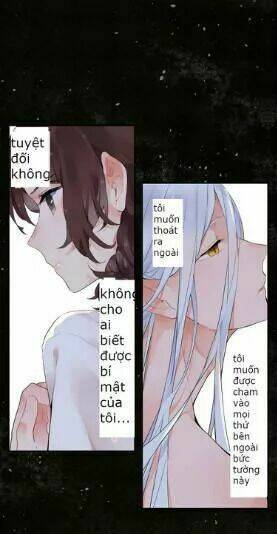 tuyệt
đối
không
không
cho
ai
biết
được
bí
mật
của
tôi...
tôi
muốn
thoát
ra
ngoài
tôi
muốn
được
chạm
vào
mọi
thứ
bên
ngoài
bức
tường
này